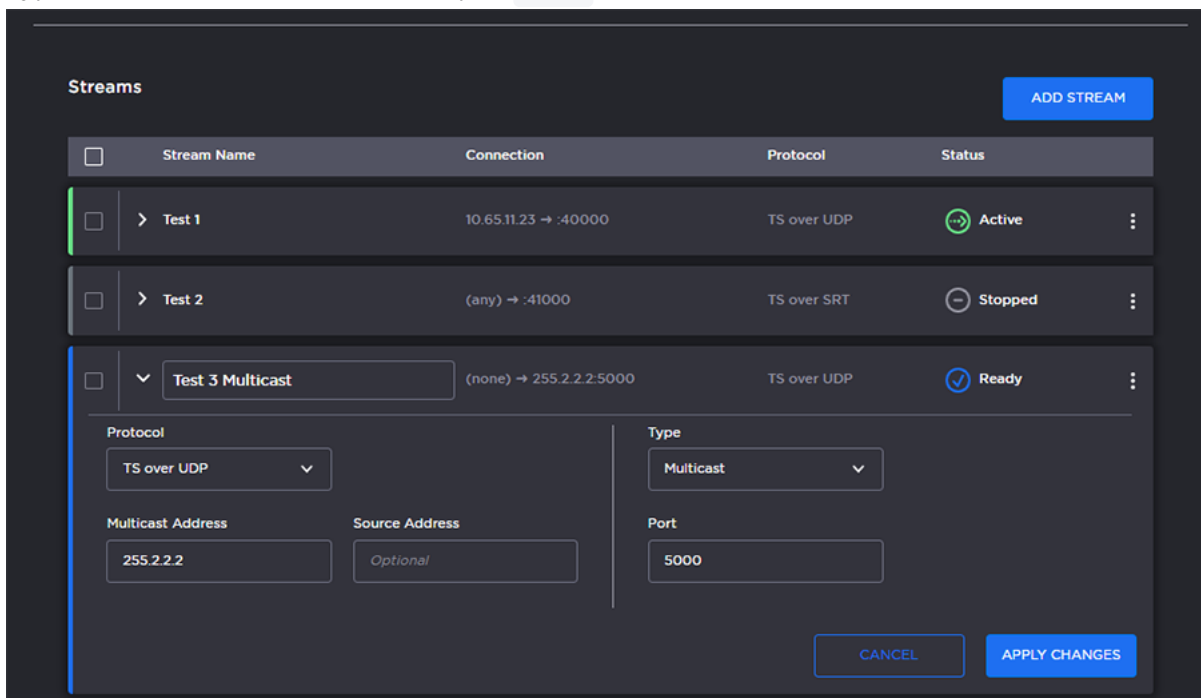 Streams
ADD STREAM
Stream Name Connection Protocol Status
Test 1 10.65.11.23 → :40000 TS over UDP Active
Test 2 (any) → :41000 TS over SRT Stopped
Test 3 Multicast (none) → 255.2.2.2:5000 TS over UDP Ready
Protocol Type
TS over UDP Multicast
Multicast Address Source Address Port
255.2.2.2 Optional 5000
CANCEL APPLY CHANGES